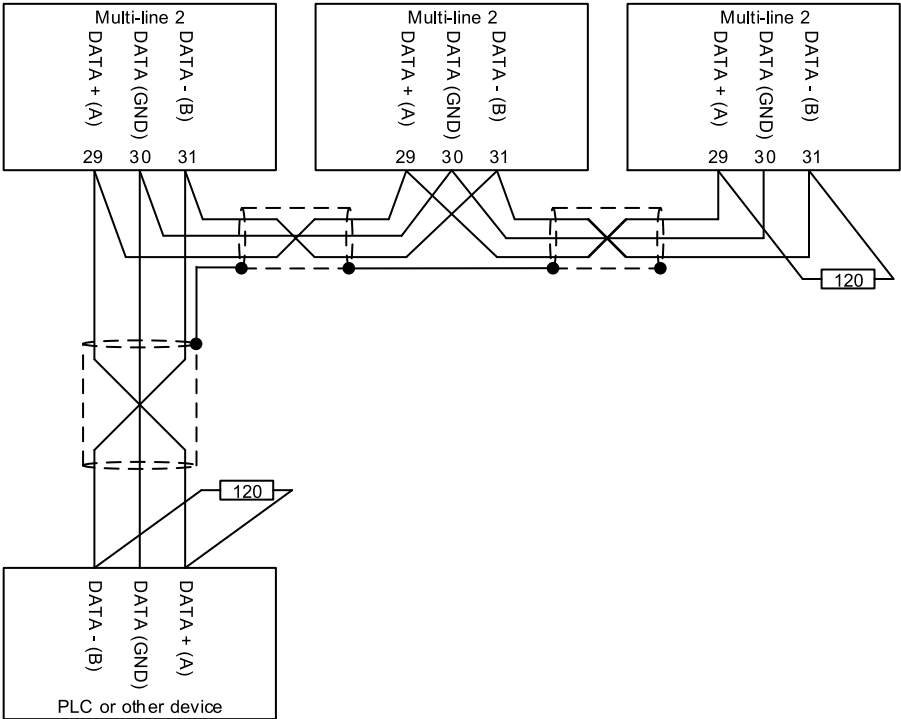 Multi-line 2
DATA + (A)
DATA (GND)
DATA - (B)
29 30 31
Multi-line 2
DATA + (A)
DATA (GND)
DATA - (B)
29 30 31
Multi-line 2
DATA + (A)
DATA (GND)
DATA - (B)
29 30 31
120
120
DATA - (B)
DATA (GND)
DATA + (A)
PLC or other device